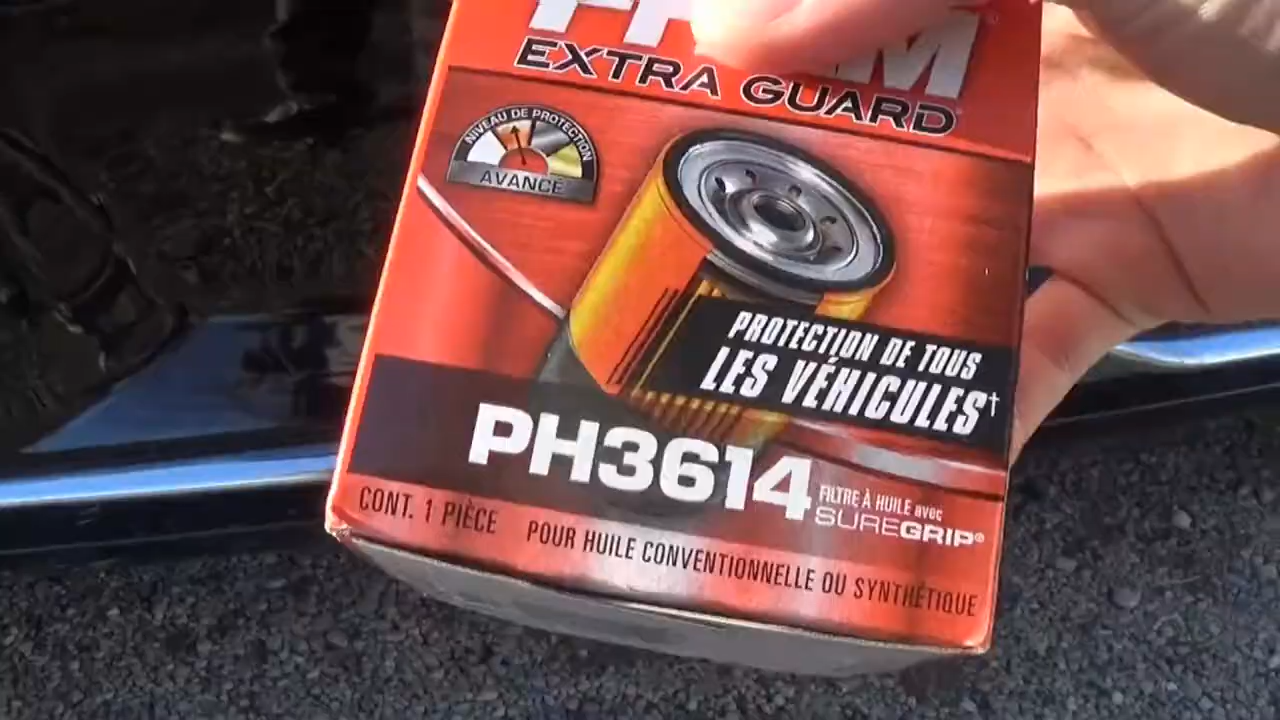 EXTRA GUARD
NIVEAU DE PROTECTION
AVANCÉ
PROTECTION DE TOUS
LES VÉHICULES†
PH3614
FILTRE À HUILE avec
SUREGRIP®
CONT. 1 PIÈCE
POUR HUILE CONVENTIONNELLE OU SYNTHÉTIQUE